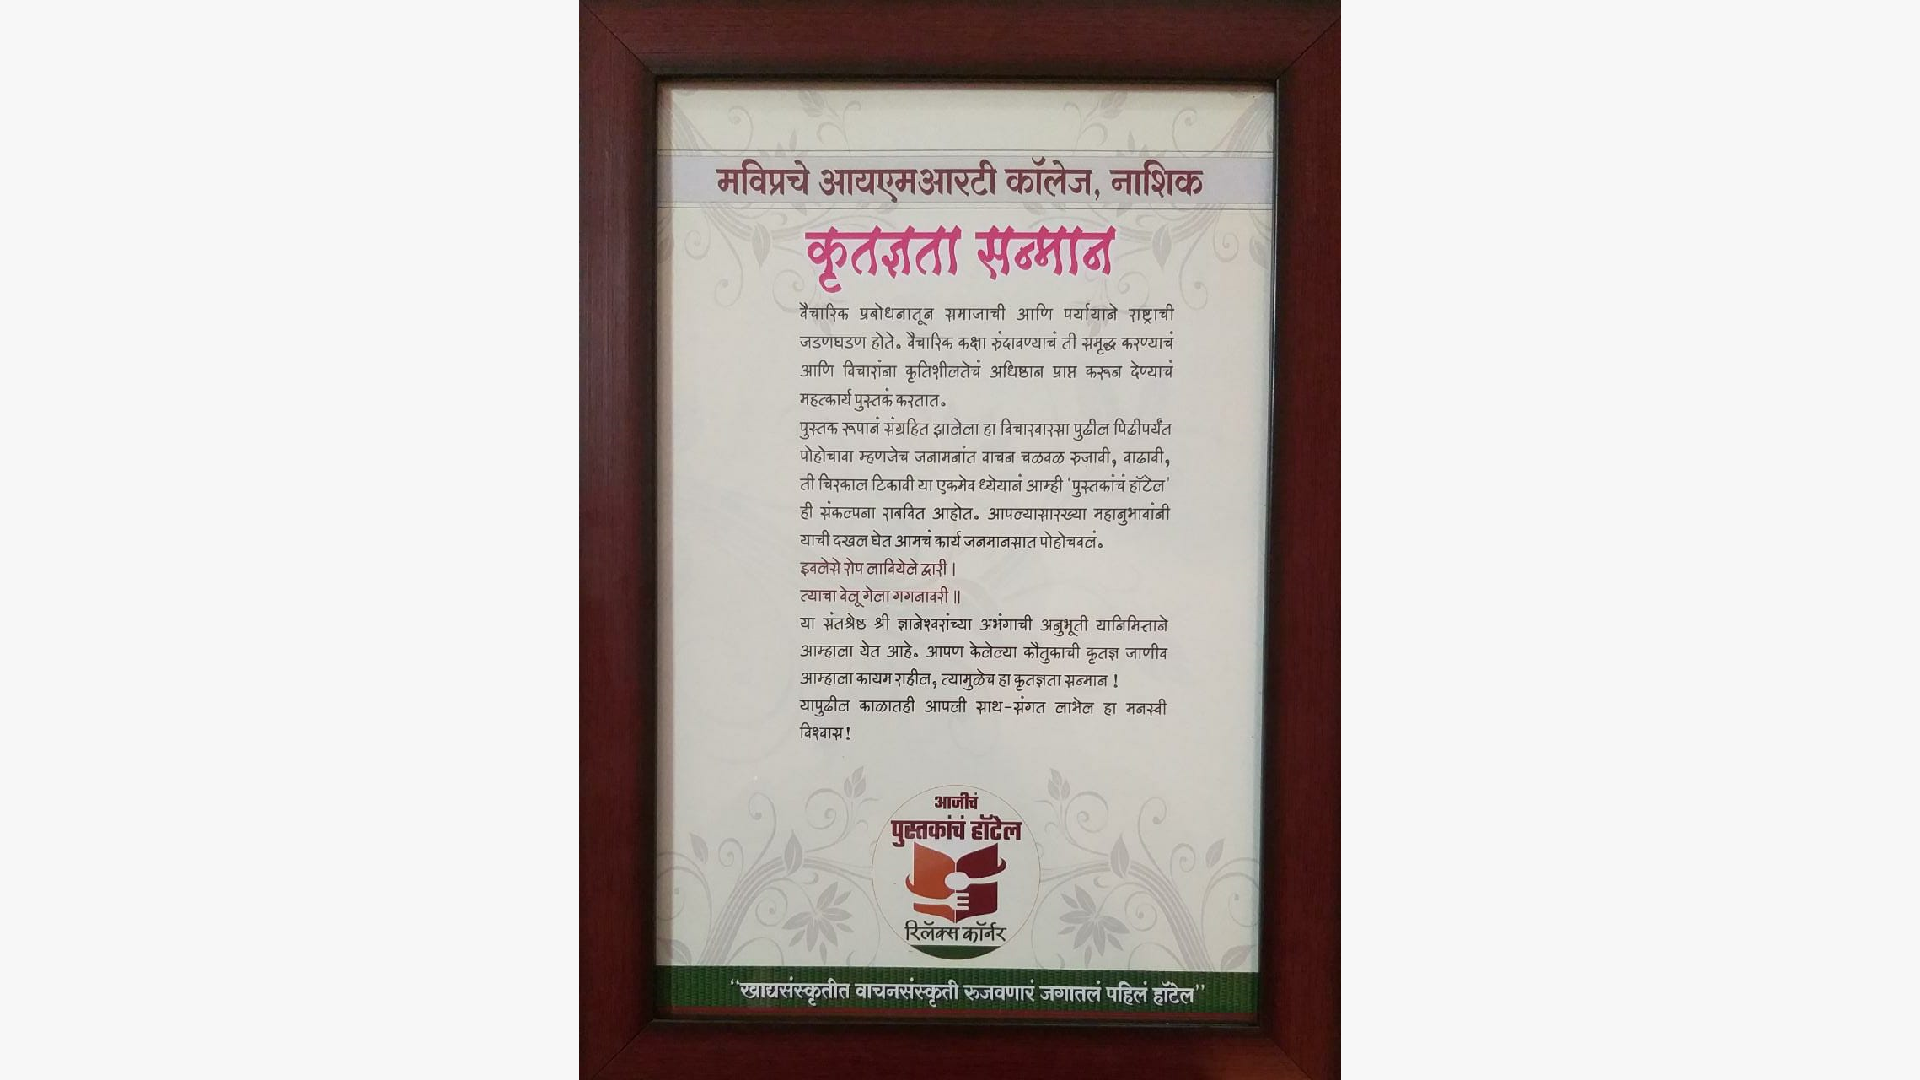 मविप्रचे आयएमआरटी कॉलेज, नाशिक
कृतज्ञता सन्मान
वैचारिक प्रबोधनातून समाजाची आणि पर्यायाने राष्ट्राची
जडणघडण होते. वैचारिक कक्षा रुंदावण्याचं ती समृद्ध करण्याचं
आणि विचारांना कृतिशीलतेचं अधिष्ठान प्राप्त करून देण्याचं
महत्कार्य पुस्तकं करतात.
पुस्तक रूपानं संग्रहित झालेला हा विचारवारसा पुढील पिढीपर्यंत
पोहोचावा म्हणजेच जनामनांत वाचन चळवळ रुजावी, वाढावी,
ती चिरकाल टिकावी या एकमेव ध्येयानं आम्ही 'पुस्तकांचं हॉटेल'
ही संकल्पना राबवित आहोत. आपल्यासारख्या महानुभावांनी
याची दखल घेत आमचं कार्य जनमानसात पोहोचवलं.
इवलेसे रोप लावियेले द्वारी।
त्याचा वेलू गेला गगनावरी॥
या संतश्रेष्ठ श्री ज्ञानेश्वरांच्या अभंगाची अनुभूती यानिमित्ताने
आम्हाला येत आहे. आपण केलेल्या कौतुकाची कृतज्ञ जाणीव
आम्हाला कायम राहील, त्यामुळेच हा कृतज्ञता सन्मान!
यापुढील काळातही आपली साथ-संगत लाभेल हा मनस्वी
विश्वास!
आजीचं
पुस्तकांचं हॉटेल
रिलॅक्स कॉर्नर
"खाद्यसंस्कृतीत वाचनसंस्कृती रुजवणारं जगातलं पहिलं हॉटेल"